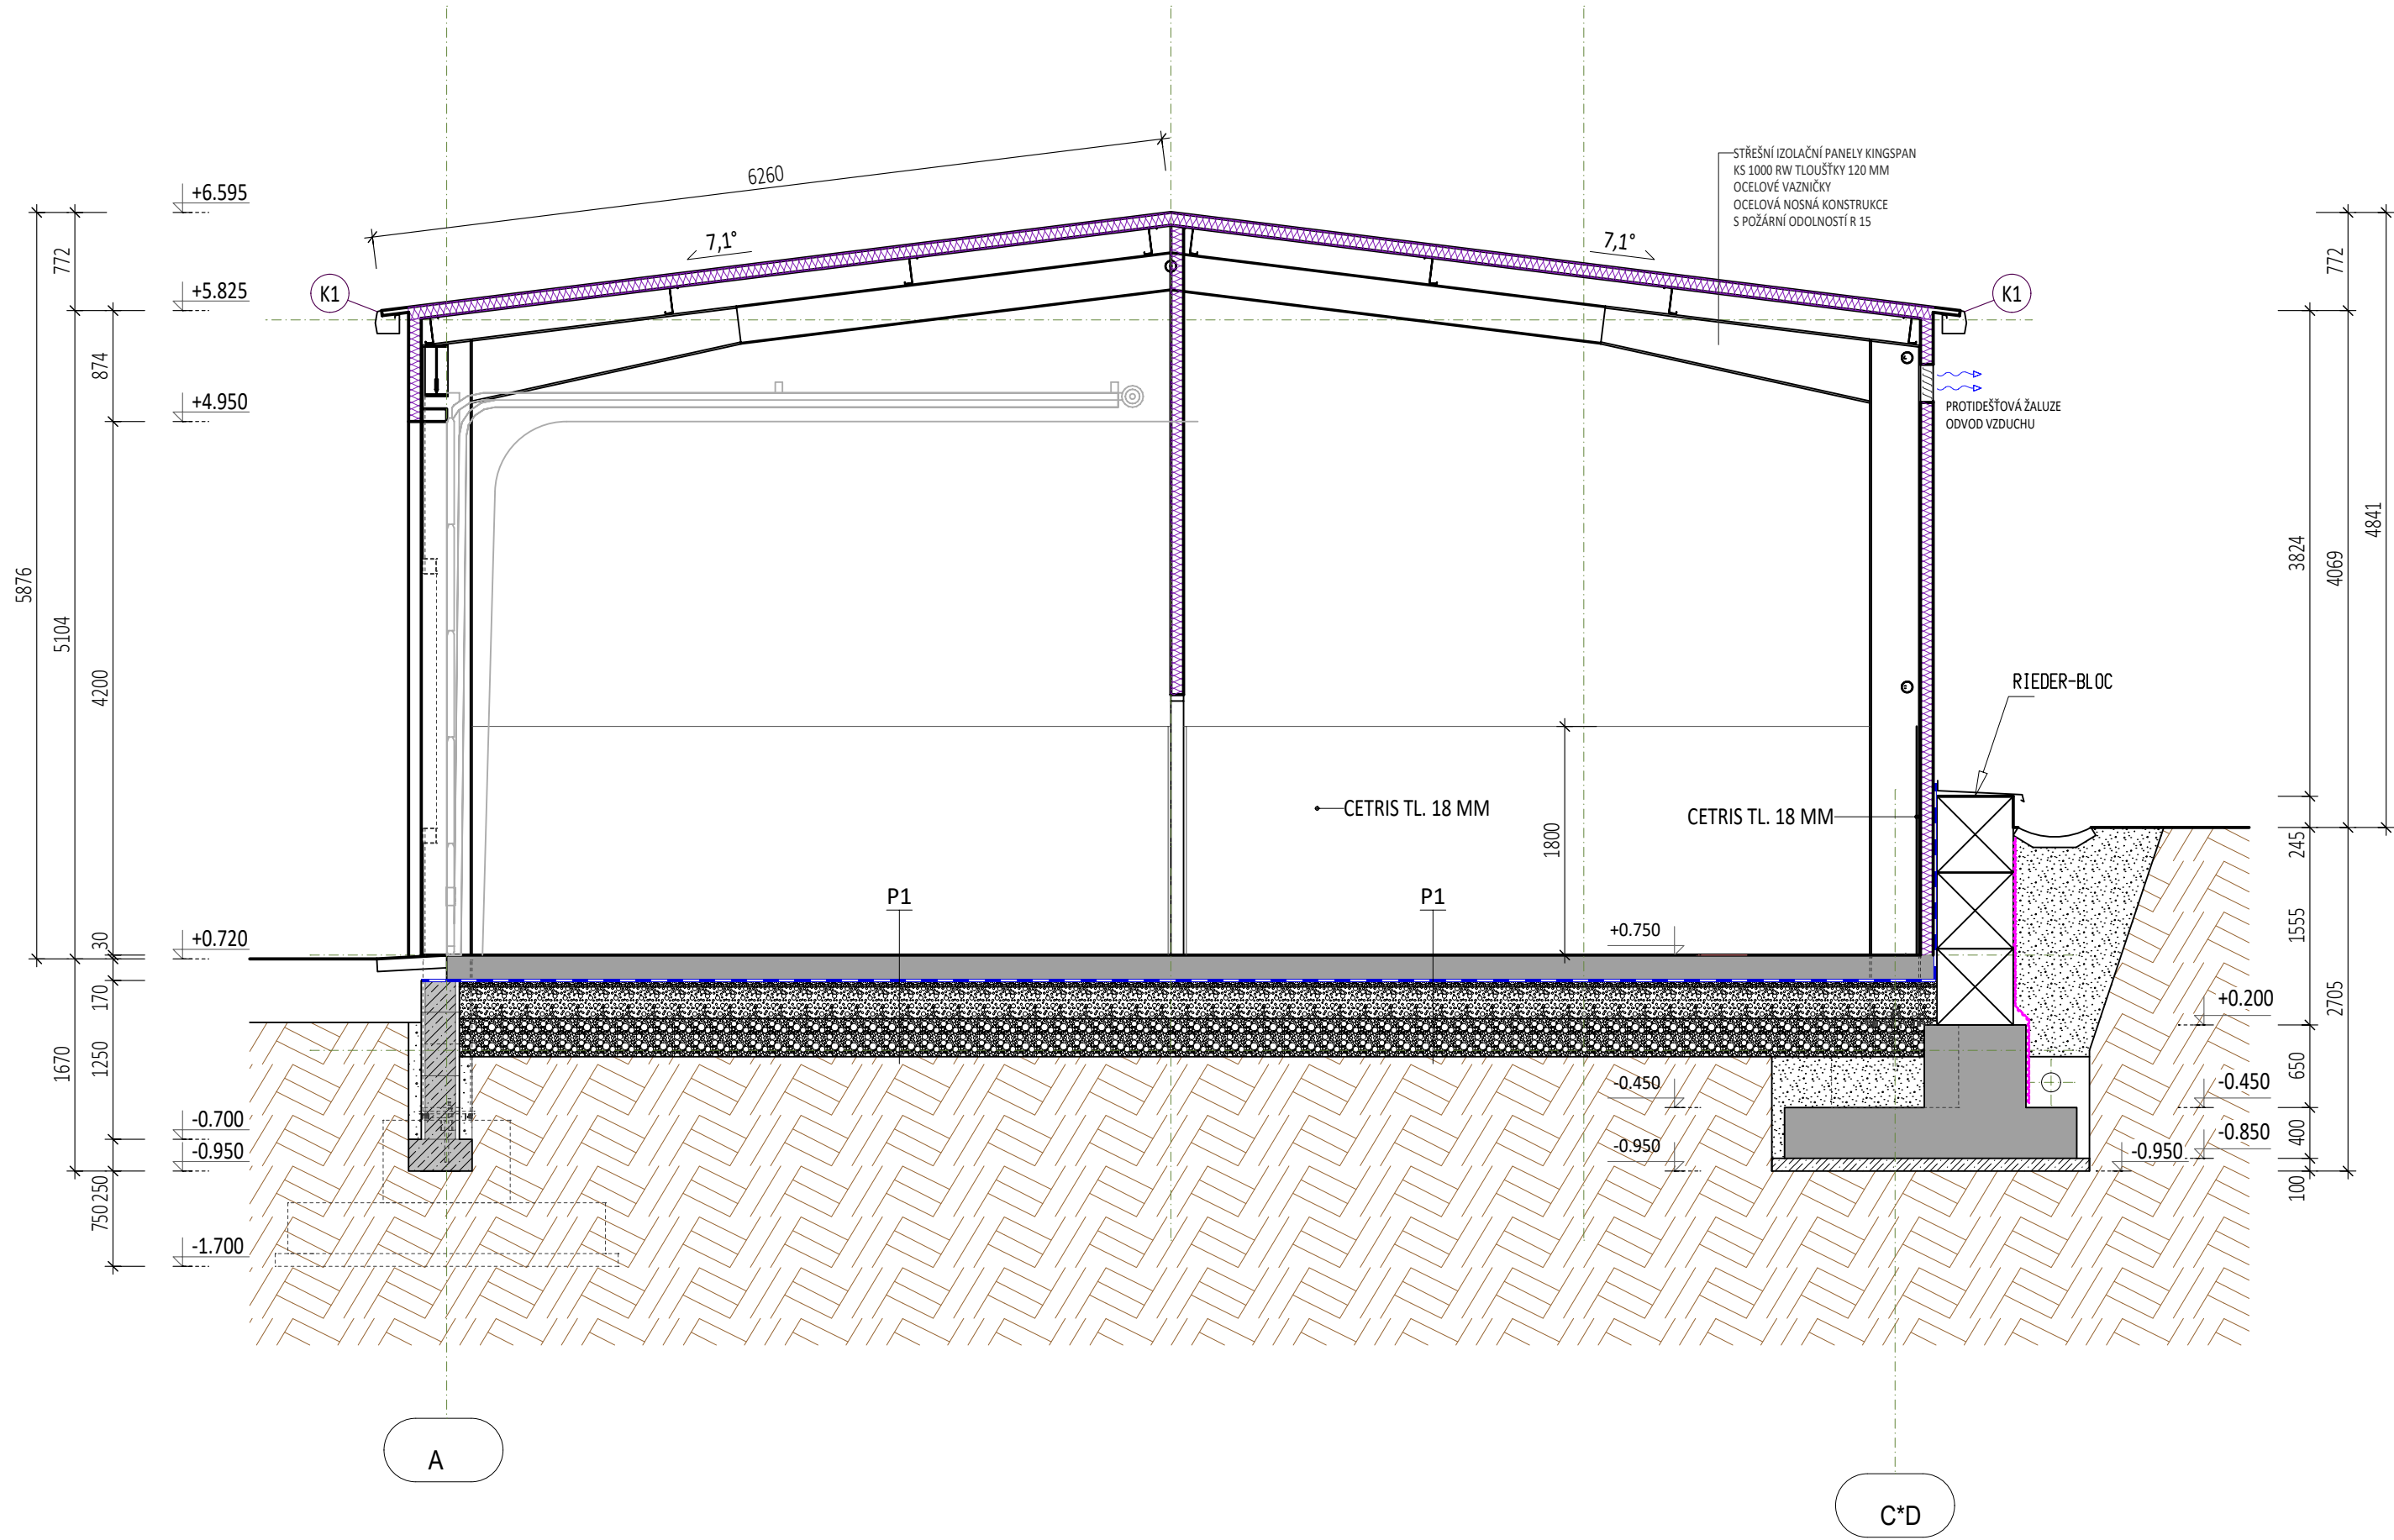 6260
STŘEŠNÍ IZOLAČNÍ PANELY KINGSPAN
KS 1000 RW TLOUŠŤKY 120 MM
OCELOVÉ VAZNIČKY
OCELOVÁ NOSNÁ KONSTRUKCE
S POŽÁRNÍ ODOLNOSTÍ R 15
+6.595
7,1°
7,1°
772
772
+5.825
K1
K1
874
+4.950
PROTIDEŠŤOVÁ ŽALUZE
ODVOD VZDUCHU
4841
3824
4069
5876
5104
4200
RIEDER-BLOC
CETRIS TL. 18 MM
CETRIS TL. 18 MM
1800
245
P1
P1
1555
+0.720
30
+0.750
170
+0.200
2705
1670
1250
650
-0.450
-0.450
-0.700
-0.850
400
-0.950
-0.950
-0.950
250
100
750
-1.700
A
C*D